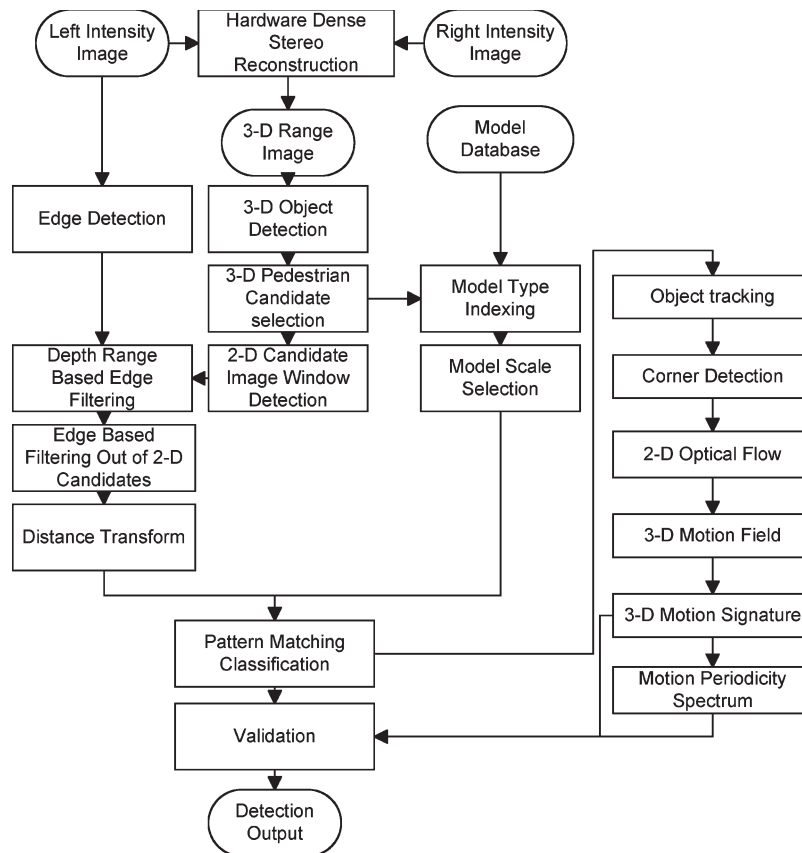 Left Intensity
Image
Hardware Dense
Stereo
Reconstruction
Right Intensity
Image
3-D Range
Image
Model
Database
Edge Detection
3-D Object
Detection
3-D Pedestrian
Candidate
selection
Model Type
Indexing
Object tracking
Depth Range
Based Edge
Filtering
2-D Candidate
Image Window
Detection
Model Scale
Selection
Corner Detection
Edge Based
Filtering Out of 2-D
Candidates
2-D Optical Flow
Distance Transform
3-D Motion Field
Pattern Matching
Classification
3-D Motion Signature
Motion Periodicity
Spectrum
Validation
Detection
Output